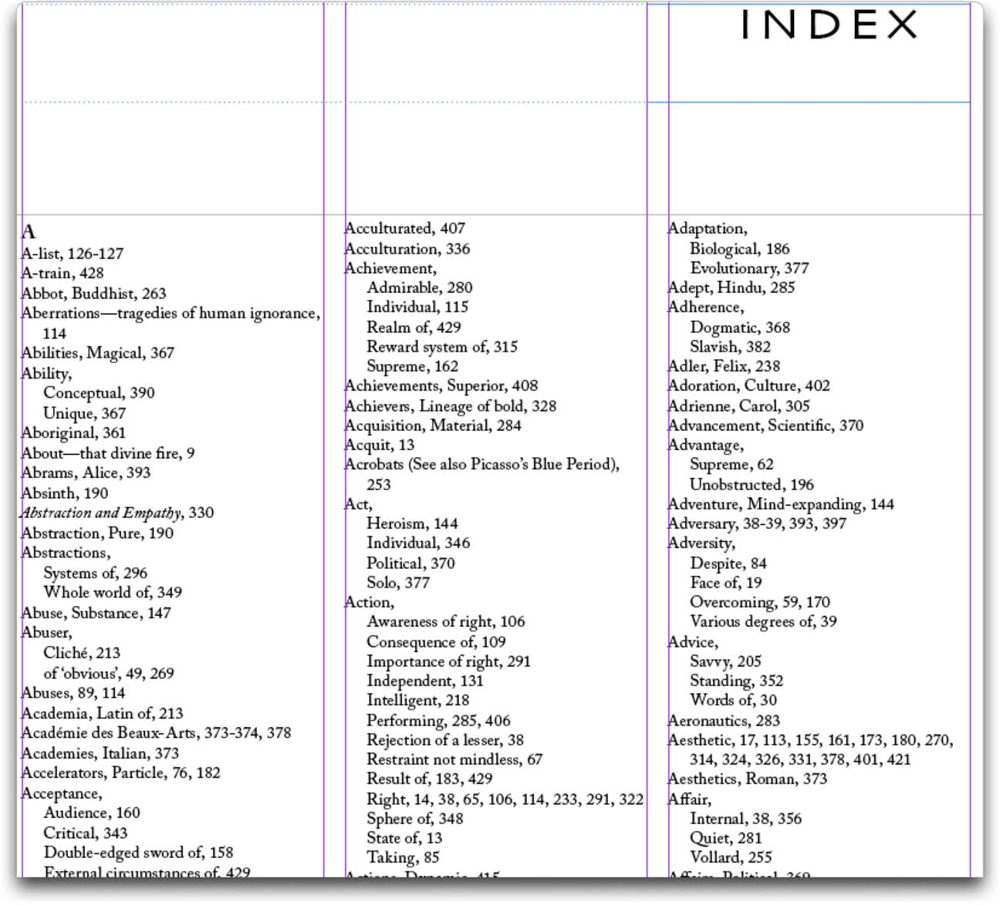 INDEX
A
A-list, 126-127
A-train, 428
Abbot, Buddhist, 263
Aberrations—tragedies of human ignorance,
114
Abilities, Magical, 367
Ability,
Conceptual, 390
Unique, 367
Aboriginal, 361
About—that divine fire, 9
Abrams, Alice, 393
Absinth, 190
Abstraction and Empathy, 330
Abstraction, Pure, 190
Abstractions,
Systems of, 296
Whole world of, 349
Abuse, Substance, 147
Abuser,
Cliché, 213
of ‘obvious’, 49, 269
Abuses, 89, 114
Academia, Latin of, 213
Académie des Beaux-Arts, 373-374, 378
Academies, Italian, 373
Accelerators, Particle, 76, 182
Acceptance,
Audience, 160
Critical, 343
Double-edged sword of, 158
External circumstances of, 429
Acculturated, 407
Acculturation, 336
Achievement,
Admirable, 280
Individual, 115
Realm of, 429
Reward system of, 315
Supreme, 162
Achievements, Superior, 408
Achievers, Lineage of bold, 328
Acquisition, Material, 284
Acquit, 13
Acrobats (See also Picasso’s Blue Period),
253
Act,
Heroism, 144
Individual, 346
Political, 370
Solo, 377
Action,
Awareness of right, 106
Consequence of, 109
Importance of right, 291
Independent, 131
Intelligent, 218
Performing, 285, 406
Rejection of a lesser, 38
Restraint not mindless, 67
Result of, 183, 429
Right, 14, 38, 65, 106, 114, 233, 291, 322
Sphere of, 348
State of, 13
Taking, 85
Actions, Dynamic, 415
Adaptation,
Biological, 186
Evolutionary, 377
Adept, Hindu, 285
Adherence,
Dogmatic, 368
Slavish, 382
Adler, Felix, 238
Adoration, Culture, 402
Adrienne, Carol, 305
Advancement, Scientific, 370
Advantage,
Supreme, 62
Unobstructed, 196
Adventure, Mind-expanding, 144
Adversary, 38-39, 393, 397
Adversity,
Despite, 84
Face of, 19
Overcoming, 59, 170
Various degrees of, 39
Advice,
Savvy, 205
Standing, 352
Words of, 30
Aeronautics, 283
Aesthetic, 17, 113, 155, 161, 173, 180, 270,
314, 324, 326, 331, 378, 401, 421
Aesthetics, Roman, 373
Affair,
Internal, 38, 356
Quiet, 281
Vollard, 255
Affairs, Political, 369